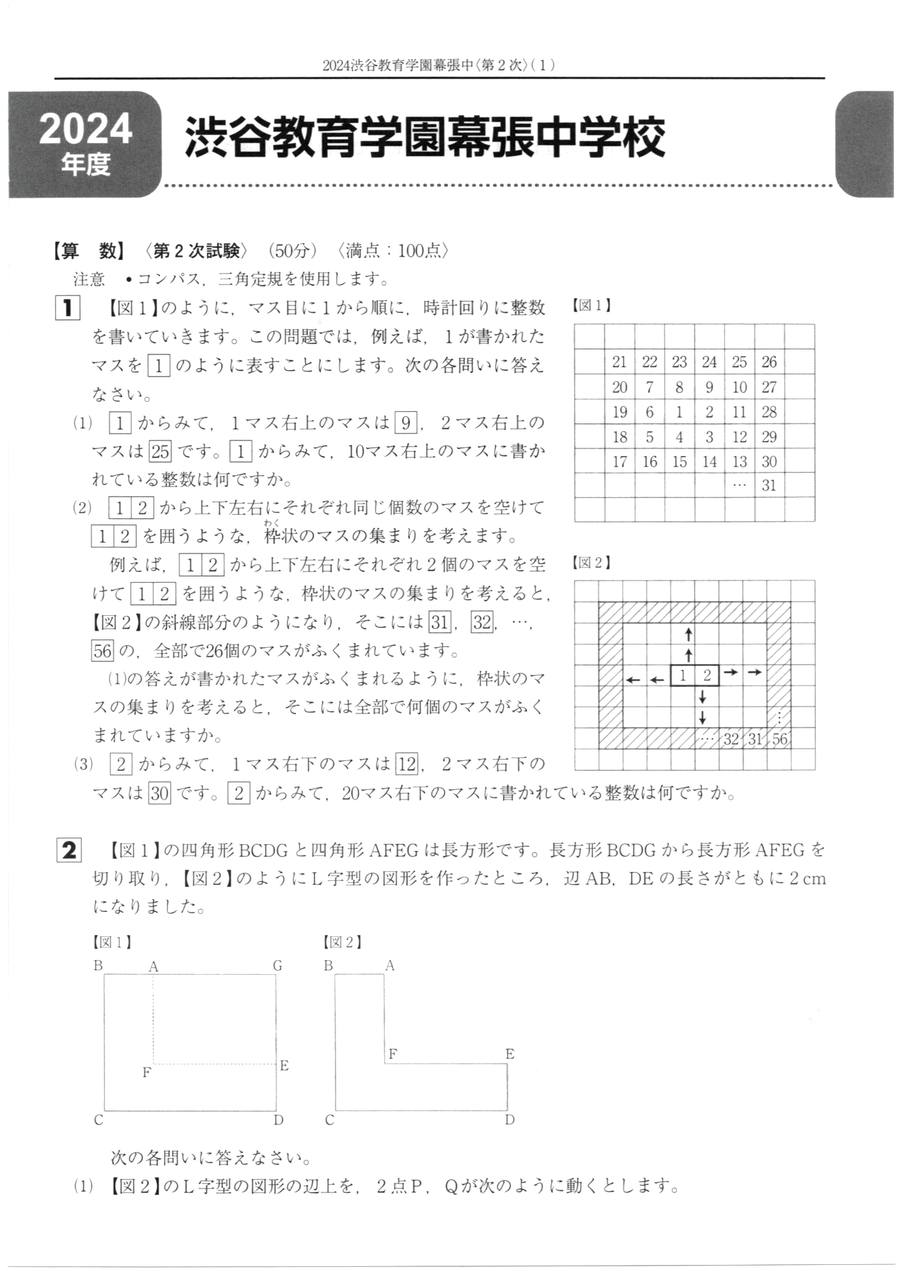 2024渋谷教育学園幕張中〈第2次〉(1)
2024
年度
渋谷教育学園幕張中学校
【算 数】〈第2次試験〉(50分)〈満点:100点〉
注意 •コンパス,三角定規を使用します。
1 【図1】のように,マス目に1から順に,時計回りに整数
を書いていきます。この問題では,例えば,1が書かれた
マスを 1 のように表すことにします。次の各問いに答え
なさい。
⑴ 1 からみて,1マス右上のマスは 9 ,2マス右上の
マスは 25 です。 1 からみて,10マス右上のマスに書か
れている整数は何ですか。
⑵ 1 2 から上下左右にそれぞれ同じ個数のマスを空けて
わく
1 2 を囲うような,枠状のマスの集まりを考えます。
例えば, 1 2 から上下左右にそれぞれ2個のマスを空
けて 1 2 を囲うような,枠状のマスの集まりを考えると,
【図2】の斜線部分のようになり,そこには 31 , 32 ,…,
56 の,全部で26個のマスがふくまれています。
⑴の答えが書かれたマスがふくまれるように,枠状のマ
スの集まりを考えると,そこには全部で何個のマスがふく
まれていますか。
⑶ 2 からみて,1マス右下のマスは 12 ,2マス右下の
マスは 30 です。 2 からみて,20マス右下のマスに書かれている整数は何ですか。
【図1】
21 22 23 24 25 26
20 7 8 9 10 27
19 6 1 2 11 28
18 5 4 3 12 29
17 16 15 14 13 30
… 31
【図2】
1 2
⋮
… 32 31 56
2 【図1】の四角形BCDGと四角形AFEGは長方形です。長方形BCDGから長方形AFEGを
切り取り,【図2】のようにL字型の図形を作ったところ,辺AB,DEの長さがともに2cm
になりました。
【図1】
B A G
F E
C D
【図2】
B A
F E
C D
次の各問いに答えなさい。
⑴ 【図2】のL字型の図形の辺上を,2点P,Qが次のように動くとします。